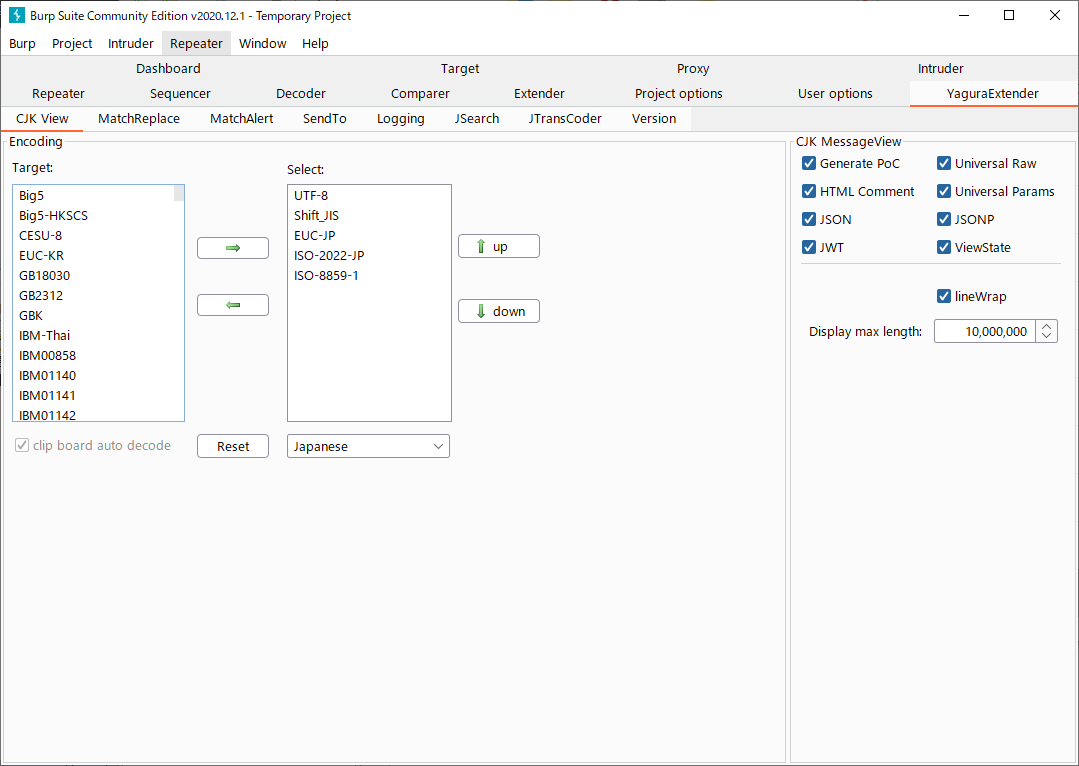 Burp Suite Community Edition v2020.12.1 - Temporary Project
Burp Project Intruder Repeater Window Help
Dashboard Target Proxy Intruder
Repeater Sequencer Decoder Comparer Extender Project options User options YaguraExtender
CJK View MatchReplace MatchAlert SendTo Logging JSearch JTransCoder Version
Encoding
Target:
Big5
Big5-HKSCS
CESU-8
EUC-KR
GB18030
GB2312
GBK
IBM-Thai
IBM00858
IBM01140
IBM01141
IBM01142
clip board auto decode
Reset
Select:
UTF-8
Shift_JIS
EUC-JP
ISO-2022-JP
ISO-8859-1
Japanese
up
down
CJK MessageView
Generate PoC Universal Raw
HTML Comment Universal Params
JSON JSONP
JWT ViewState
lineWrap
Display max length: 10,000,000